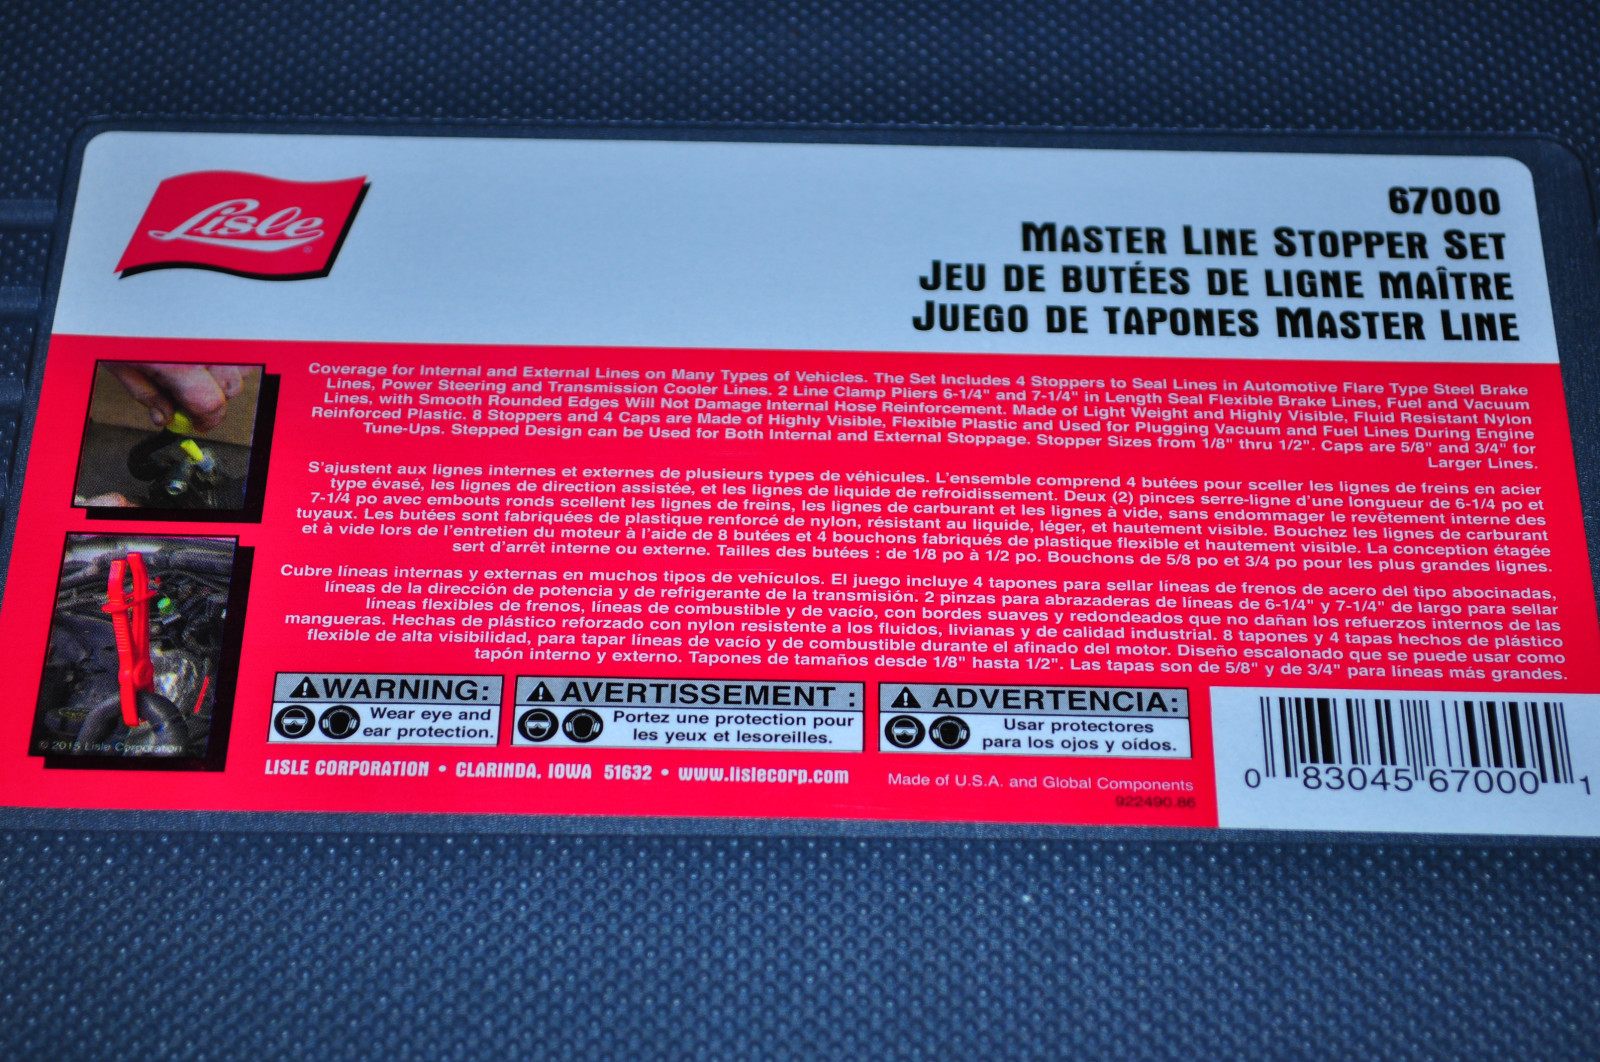 Lisle
67000
MASTER LINE STOPPER SET
JEU DE BUTÉES DE LIGNE MAÎTRE
JUEGO DE TAPONES MASTER LINE
Coverage for Internal and External Lines on Many Types of Vehicles. The Set Includes 4 Stoppers to Seal Lines in Automotive Flare Type Steel Brake
Lines, Power Steering and Transmission Cooler Lines. 2 Line Clamp Pliers 6-1/4" and 7-1/4" in Length Seal Flexible Brake Lines, Fuel and Vacuum
Lines, with Smooth Rounded Edges Will Not Damage Internal Hose Reinforcement. Made of Light Weight and Highly Visible, Fluid Resistant Nylon
Reinforced Plastic. 8 Stoppers and 4 Caps are Made of Highly Visible, Flexible Plastic and Used for Plugging Vacuum and Fuel Lines During Engine
Tune-Ups. Stepped Design can be Used for Both Internal and External Stoppage. Stopper Sizes from 1/8" thru 1/2". Caps are 5/8" and 3/4" for
Larger Lines.
S'ajustent aux lignes internes et externes de plusieurs types de véhicules. L'ensemble comprend 4 butées pour sceller les lignes de freins en acier
type évasé, les lignes de direction assistée, et les lignes de liquide de refroidissement. Deux (2) pinces serre-ligne d'une longueur de 6-1/4 po et
7-1/4 po avec embouts ronds scellent les lignes de freins, les lignes de carburant et les lignes à vide, sans endommager le revêtement interne des
tuyaux. Les butées sont fabriquées de plastique renforcé de nylon, résistant au liquide, léger, et hautement visible. Bouchez les lignes de carburant
et à vide lors de l'entretien du moteur à l'aide de 8 butées et 4 bouchons fabriqués de plastique flexible et hautement visible. La conception étagée
sert d'arrêt interne ou externe. Tailles des butées : de 1/8 po à 1/2 po. Bouchons de 5/8 po et 3/4 po pour les plus grandes lignes.
Cubre líneas internas y externas en muchos tipos de vehículos. El juego incluye 4 tapones para sellar líneas de frenos de acero del tipo abocinadas,
líneas de la dirección de potencia y de refrigerante de la transmisión. 2 pinzas para abrazaderas de líneas de 6-1/4" y 7-1/4" de largo para sellar
líneas flexibles de frenos, líneas de combustible y de vacío, con bordes suaves y redondeados que no dañan los refuerzos internos de las
mangueras. Hechas de plástico reforzado con nylon resistente a los fluidos, livianas y de calidad industrial. 8 tapones y 4 tapas hechos de plástico
flexible de alta visibilidad, para tapar líneas de vacío y de combustible durante el afinado del motor. Diseño escalonado que se puede usar como
tapón interno y externo. Tapones de tamaños desde 1/8" hasta 1/2". Las tapas son de 5/8" y de 3/4" para líneas más grandes.
WARNING:
Wear eye and
ear protection.
AVERTISSEMENT :
Portez une protection pour
les yeux et lesoreilles.
ADVERTENCIA:
Usar protectores
para los ojos y oídos.
© 2015 Lisle Corporation
LISLE CORPORATION • CLARINDA, IOWA 51632 • www.lislecorp.com
Made of U.S.A. and Global Components
922490.86
0 83045 67000 1